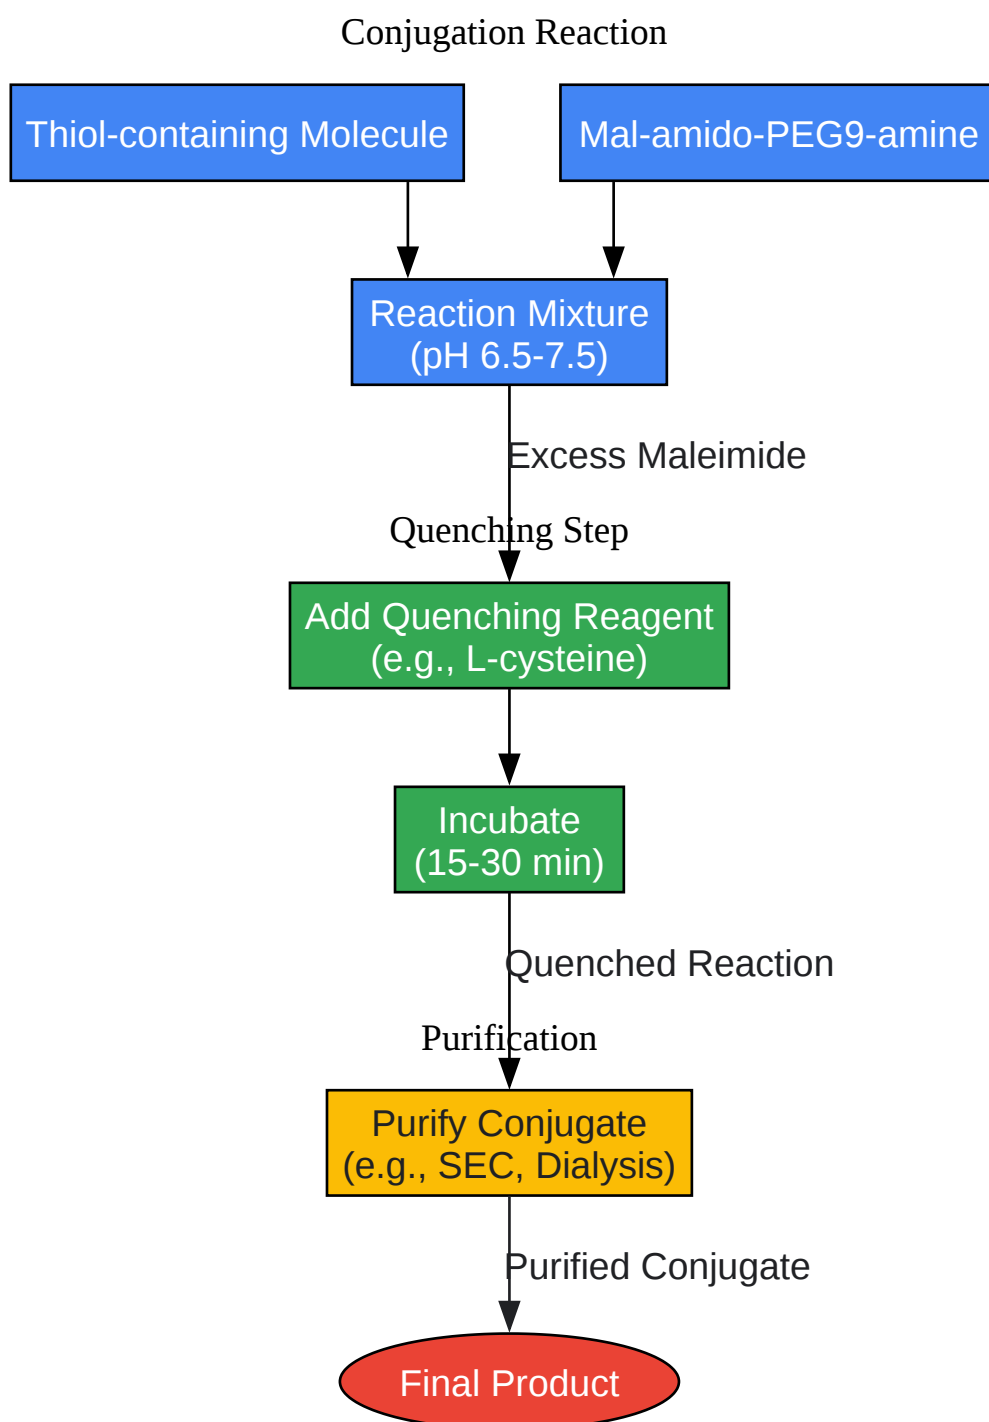 Conjugation Reaction
Thiol-containing Molecule
Mal-amido-PEG9-amine
Reaction Mixture
(pH 6.5-7.5)
Excess Maleimide
Quenching Step
Add Quenching Reagent
(e.g., L-cysteine)
Incubate
(15-30 min)
Quenched Reaction
Purification
Purify Conjugate
(e.g., SEC, Dialysis)
Purified Conjugate
Final Product